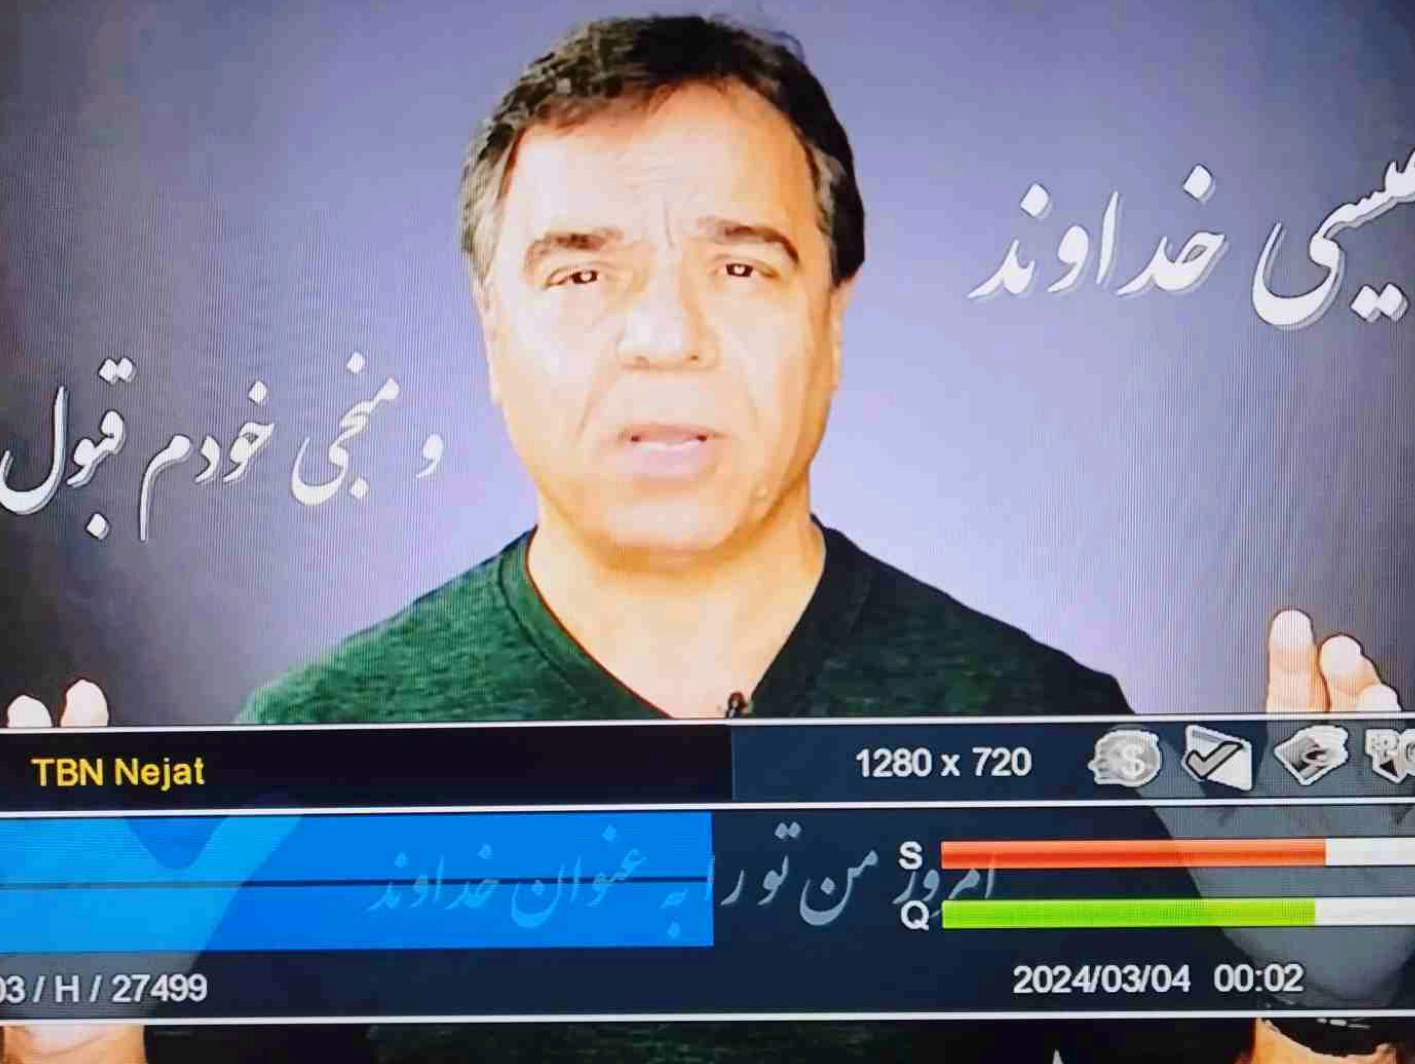 عیسی خداوند
و منجی خودم قبول
TBN Nejat
1280 x 720
امروز من تو را به عنوان خداوند
S
Q
03 / H / 27499
2024/03/04 00:02